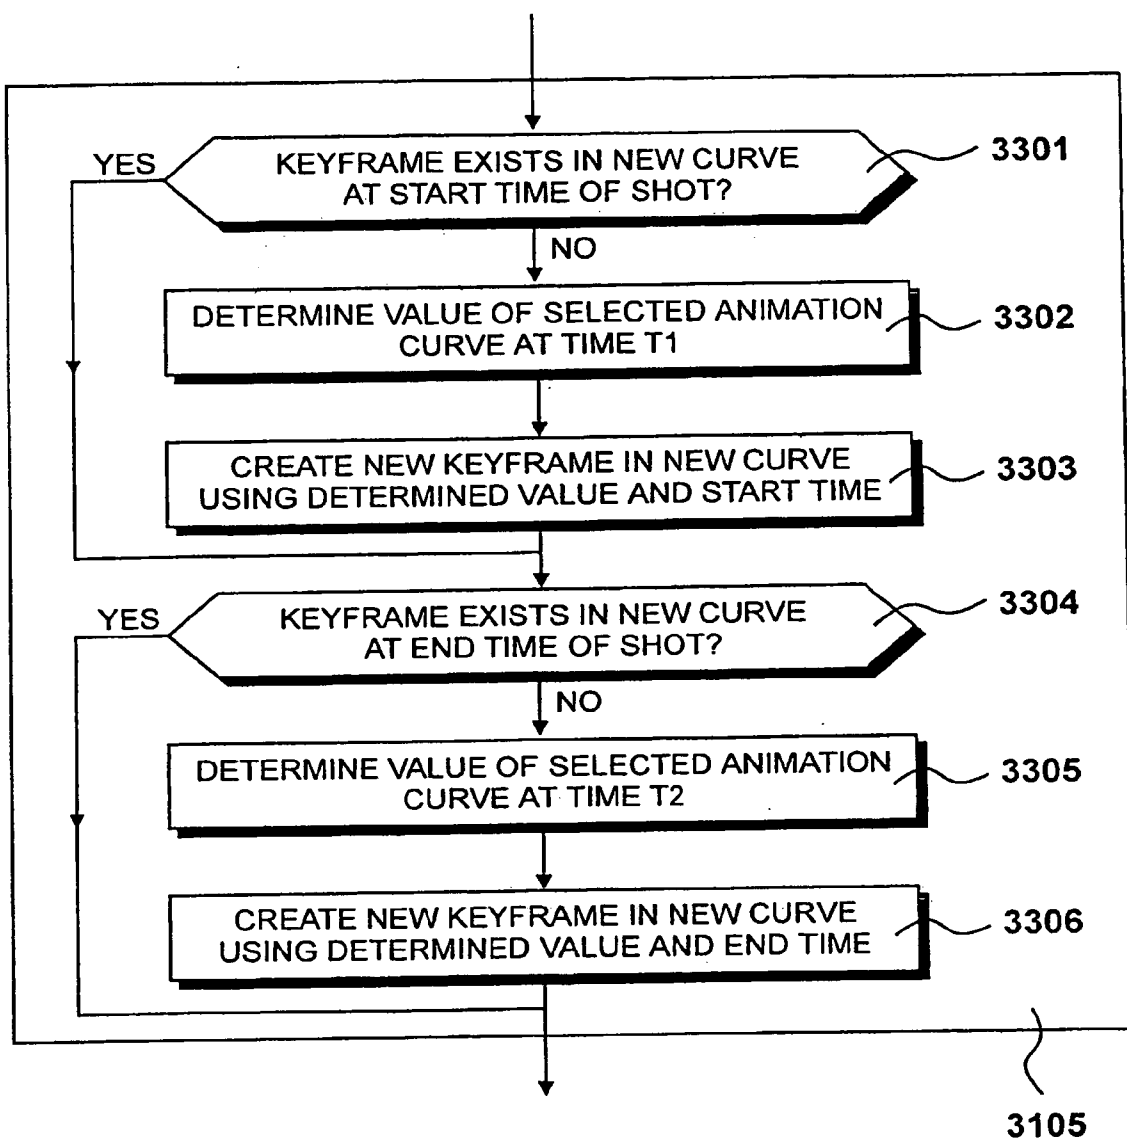 KEYFRAME EXISTS IN NEW CURVE
AT START TIME OF SHOT?
3301
YES
NO
DETERMINE VALUE OF SELECTED ANIMATION
CURVE AT TIME T1
3302
CREATE NEW KEYFRAME IN NEW CURVE
USING DETERMINED VALUE AND START TIME
3303
KEYFRAME EXISTS IN NEW CURVE
AT END TIME OF SHOT?
3304
YES
NO
DETERMINE VALUE OF SELECTED ANIMATION
CURVE AT TIME T2
3305
CREATE NEW KEYFRAME IN NEW CURVE
USING DETERMINED VALUE AND END TIME
3306
3105